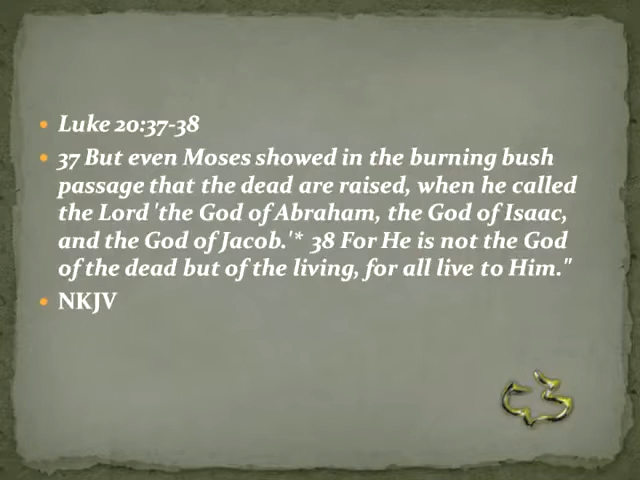 Luke 20:37-38
37 But even Moses showed in the burning bush
passage that the dead are raised, when he called
the Lord 'the God of Abraham, the God of Isaac,
and the God of Jacob.'* 38 For He is not the God
of the dead but of the living, for all live to Him."
NKJV